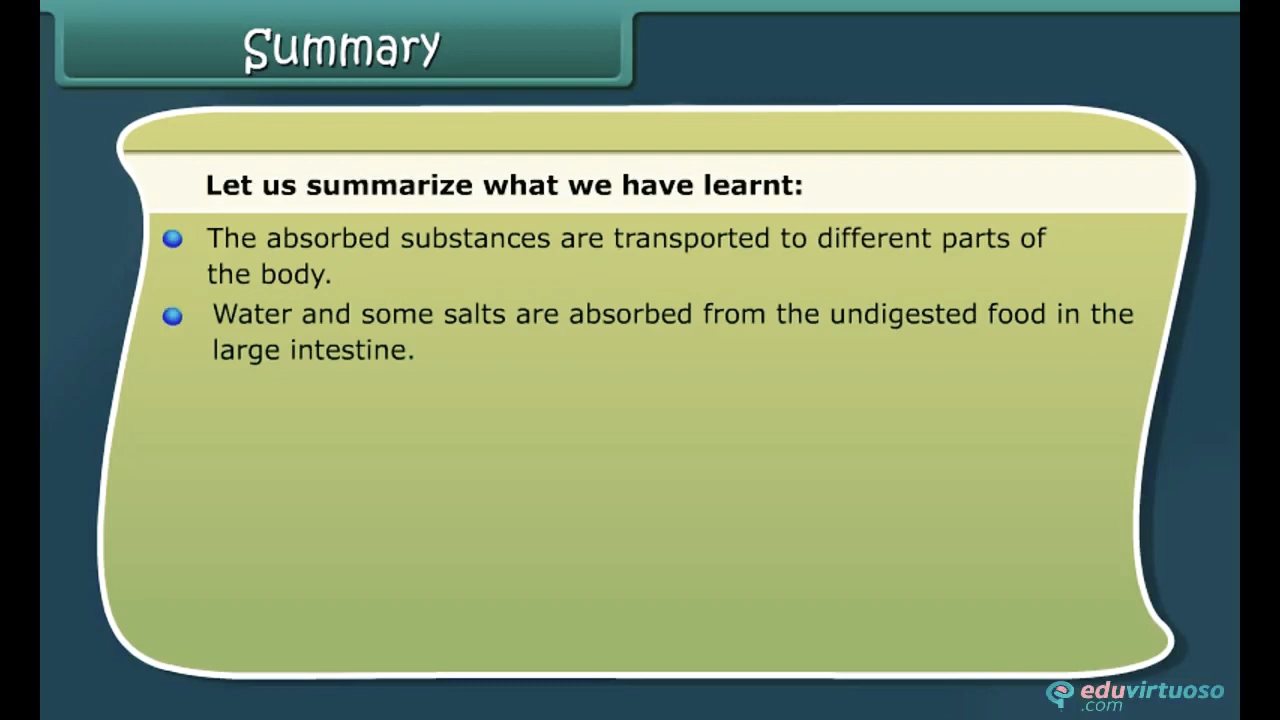 Summary
Let us summarize what we have learnt:
The absorbed substances are transported to different parts of
the body.
Water and some salts are absorbed from the undigested food in the
large intestine.
eduvirtuoso
.com